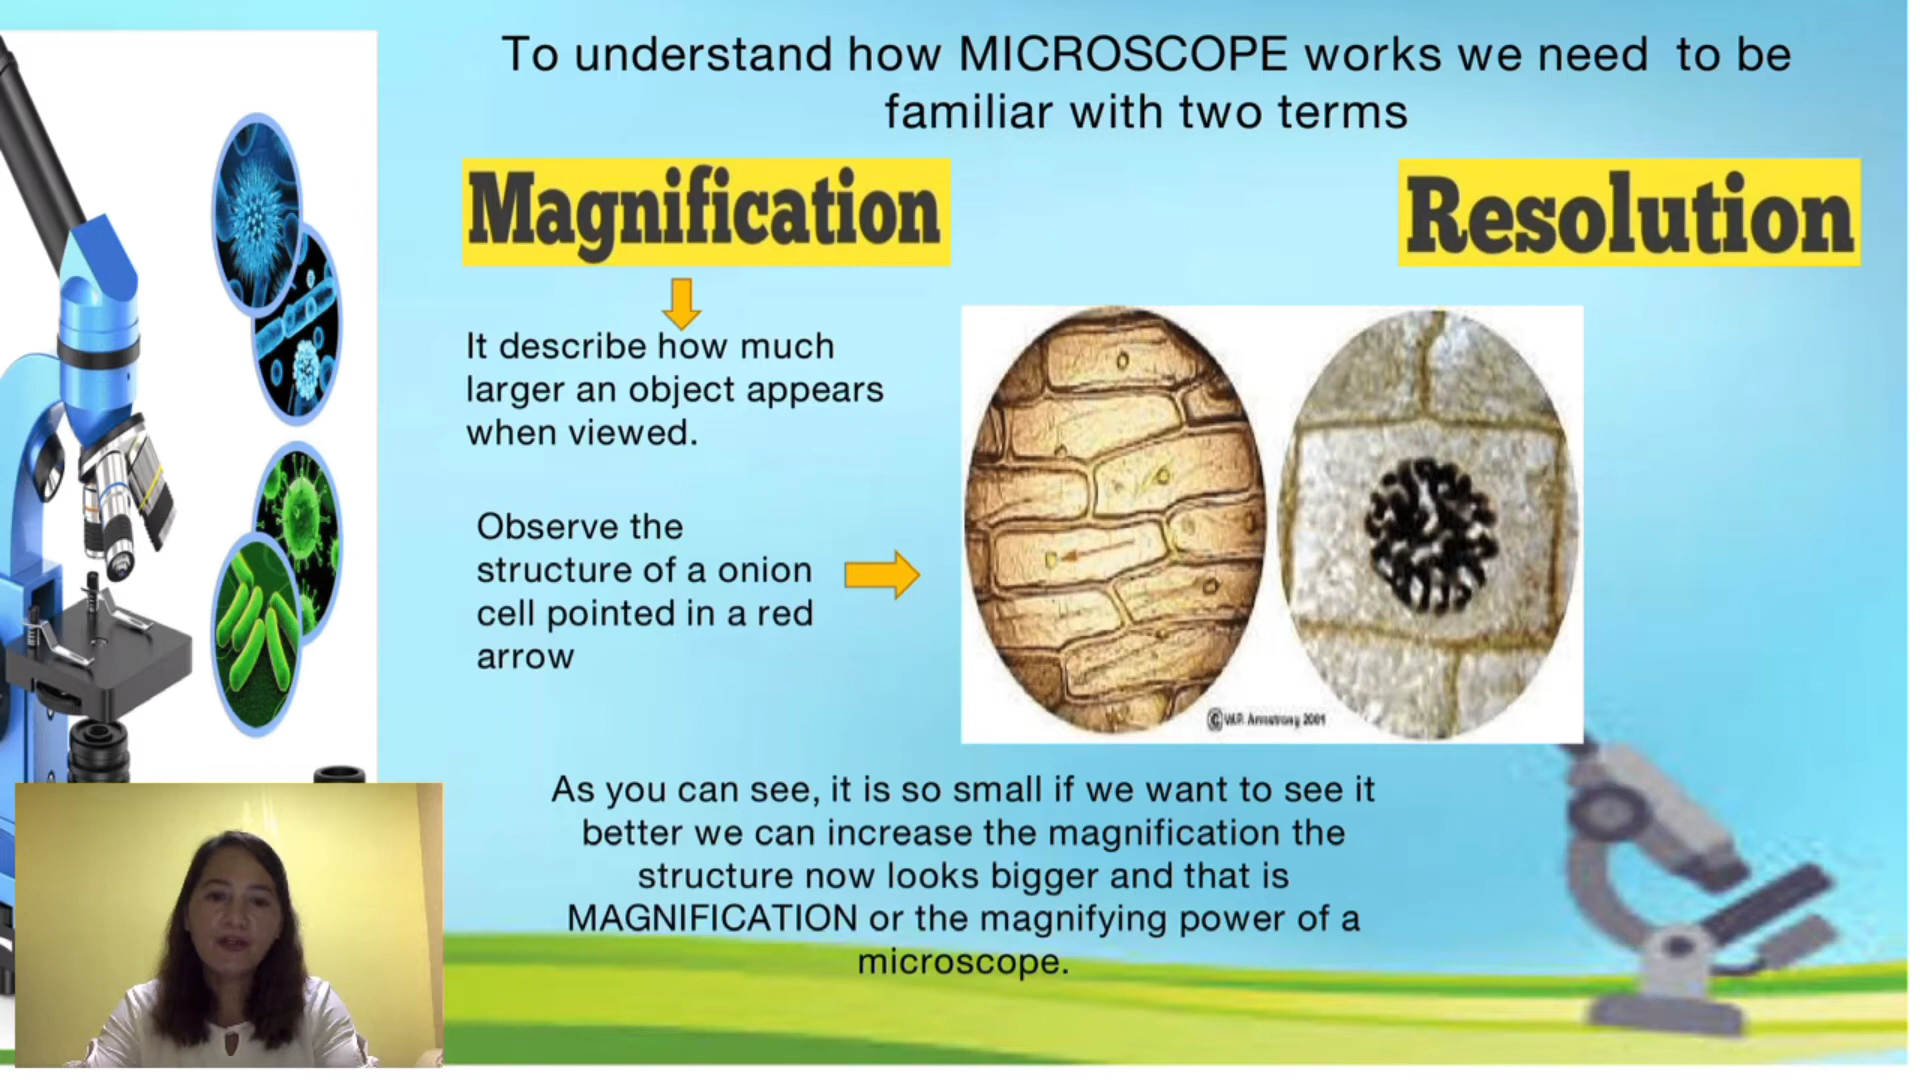 To understand how MICROSCOPE works we need to be
familiar with two terms
Magnification
Resolution
It describe how much
larger an object appears
when viewed.
Observe the
structure of a onion
cell pointed in a red
arrow
© W.P. Armstrong 2001
As you can see, it is so small if we want to see it
better we can increase the magnification the
structure now looks bigger and that is
MAGNIFICATION or the magnifying power of a
microscope.